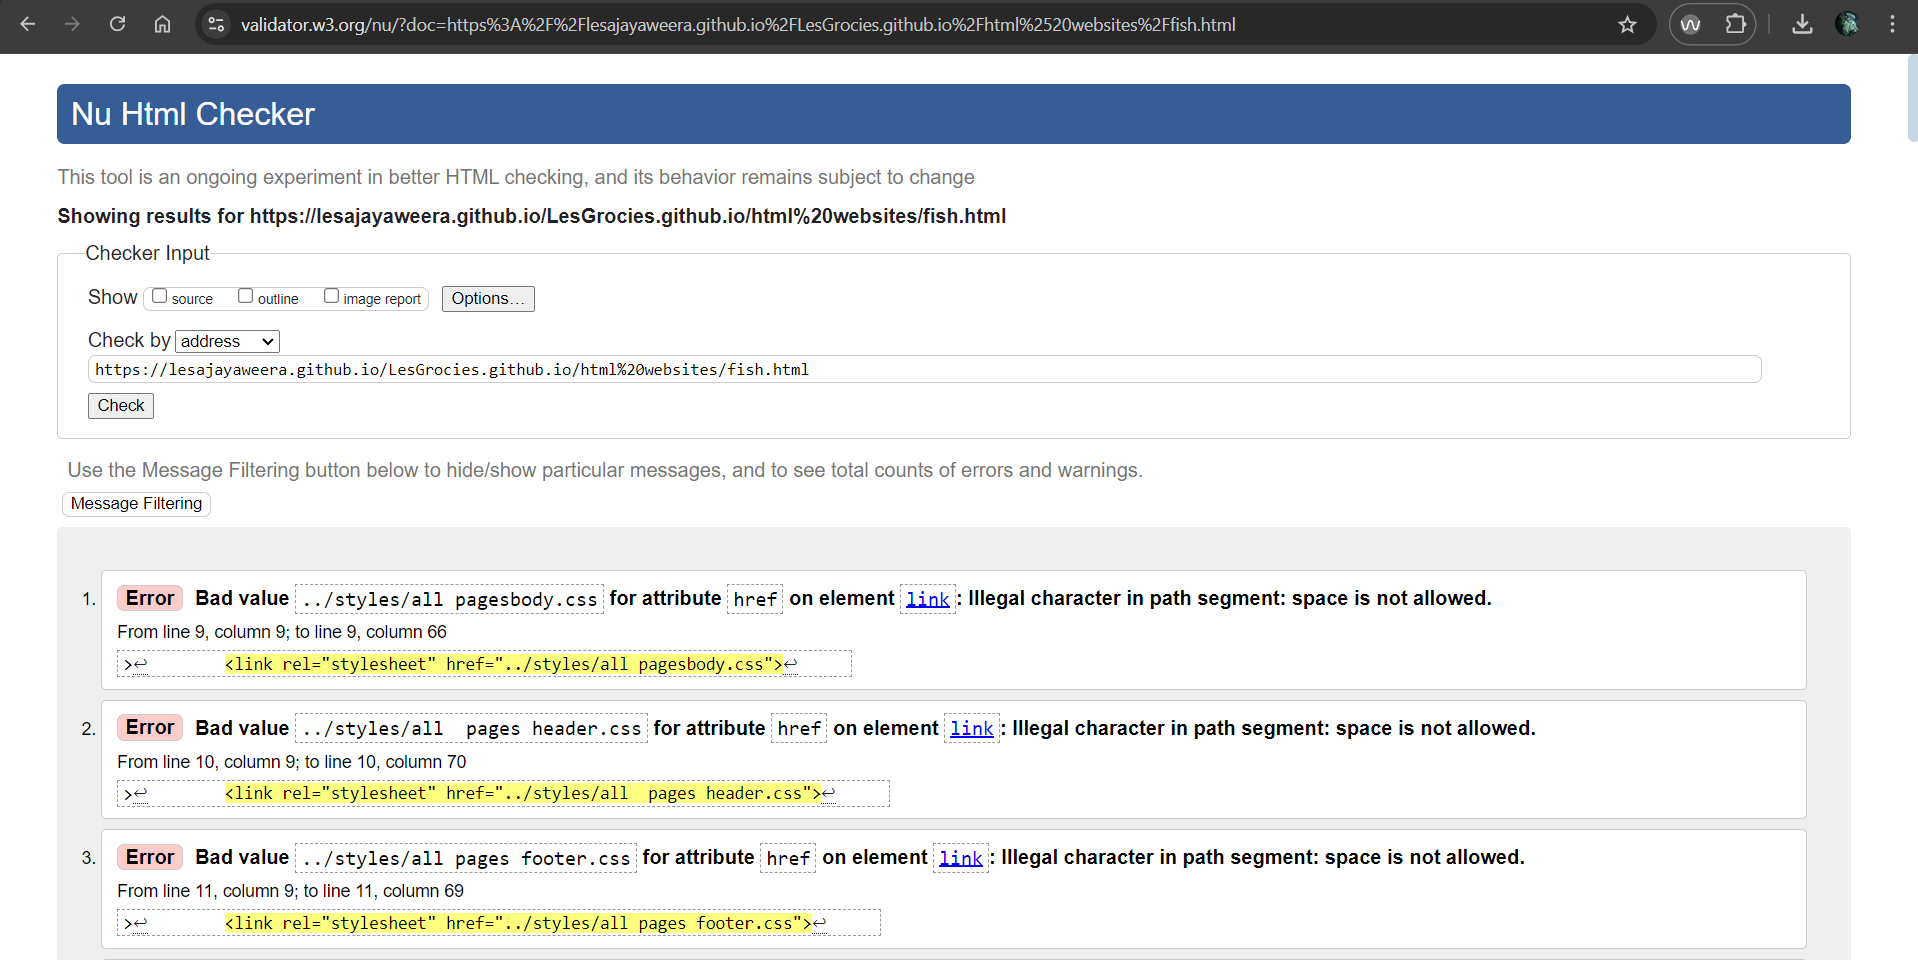 validator.w3.org/nu/?doc=https%3A%2F%2Flesajayaweera.github.io%2FLesGrocies.github.io%2Fhtml%2520websites%2Ffish.html
Nu Html Checker
This tool is an ongoing experiment in better HTML checking, and its behavior remains subject to change
Showing results for https://lesajayaweera.github.io/LesGrocies.github.io/html%20websites/fish.html
Checker Input
Show source outline image report Options...
Check by address
https://lesajayaweera.github.io/LesGrocies.github.io/html%20websites/fish.html
Check
Use the Message Filtering button below to hide/show particular messages, and to see total counts of errors and warnings.
Message Filtering
1. Error Bad value ../styles/all pagesbody.css for attribute href on element link: Illegal character in path segment: space is not allowed.
From line 9, column 9; to line 9, column 66
>↩ <link rel="stylesheet" href="../styles/all pagesbody.css">↩
2. Error Bad value ../styles/all  pages header.css for attribute href on element link: Illegal character in path segment: space is not allowed.
From line 10, column 9; to line 10, column 70
>↩ <link rel="stylesheet" href="../styles/all  pages header.css">↩
3. Error Bad value ../styles/all pages footer.css for attribute href on element link: Illegal character in path segment: space is not allowed.
From line 11, column 9; to line 11, column 69
>↩ <link rel="stylesheet" href="../styles/all pages footer.css">↩